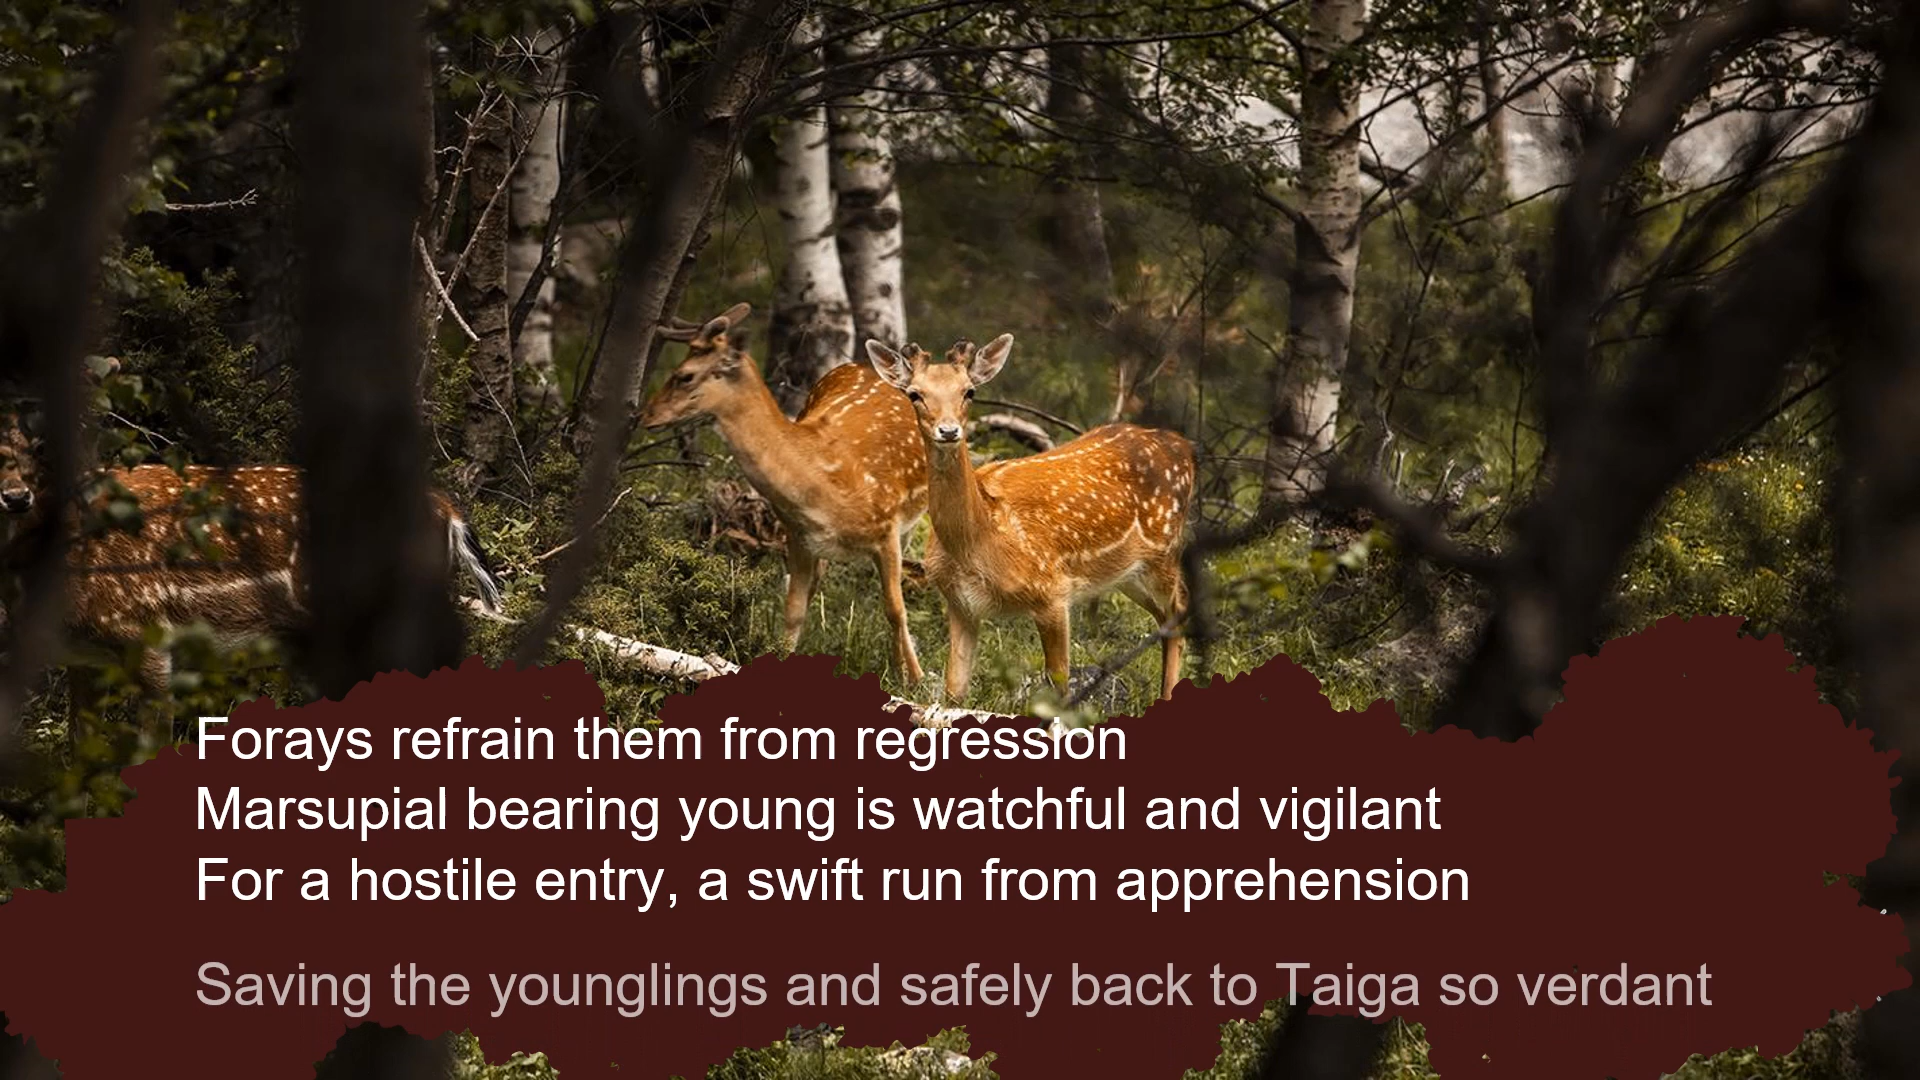 Forays refrain them from regression
Marsupial bearing young is watchful and vigilant
For a hostile entry, a swift run from apprehension
Saving the younglings and safely back to Taiga so verdant